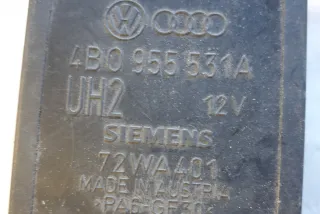 4B0 955 531A
UH2 12V
SIEMENS
72WA401
MADE IN AUSTRIA